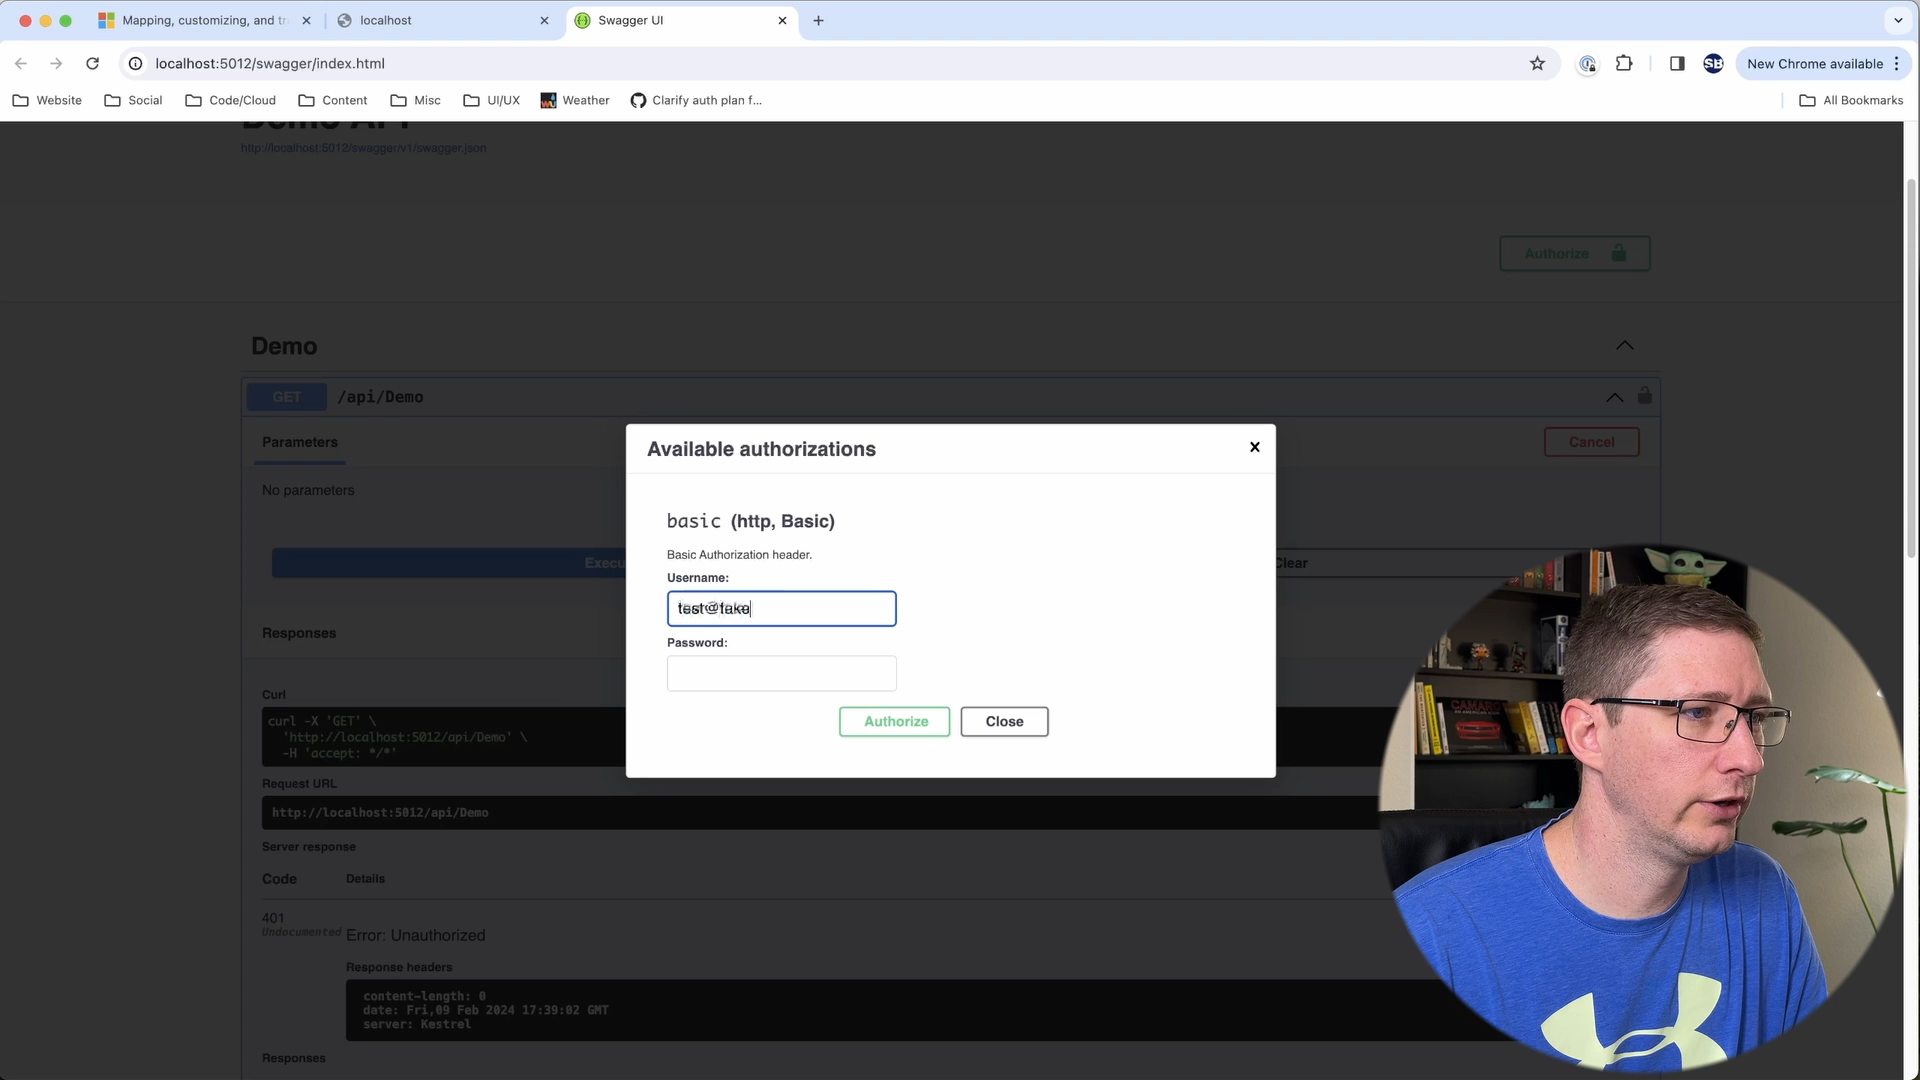 Mapping, customizing, and tr
localhost
Swagger UI
localhost:5012/swagger/index.html
SB
New Chrome available
Website
Social
Code/Cloud
Content
Misc
UI/UX
Weather
Clarify auth plan f...
All Bookmarks
Demo API
http://localhost:5012/swagger/v1/swagger.json
Authorize
Demo
GET
/api/Demo
Parameters
Cancel
No parameters
Execu
Clear
Available authorizations
basic (http, Basic)
Basic Authorization header.
Username:
test@fake
Password:
Authorize
Close
Responses
Curl
curl -X 'GET' \
'http://localhost:5012/api/Demo' \
-H 'accept: */*'
Request URL
http://localhost:5012/api/Demo
Server response
Code
Details
401
Undocumented
Error: Unauthorized
Response headers
content-length: 0
date: Fri,09 Feb 2024 17:39:02 GMT
server: Kestrel
Responses
CAMARO